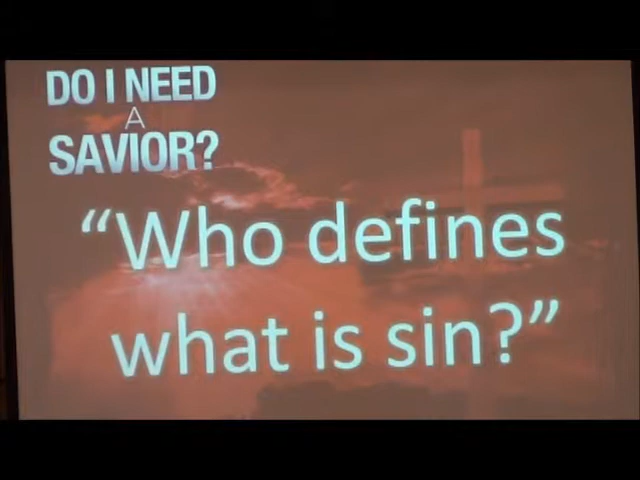 DO I NEED
A
SAVIOR?
“Who defines
what is sin?”